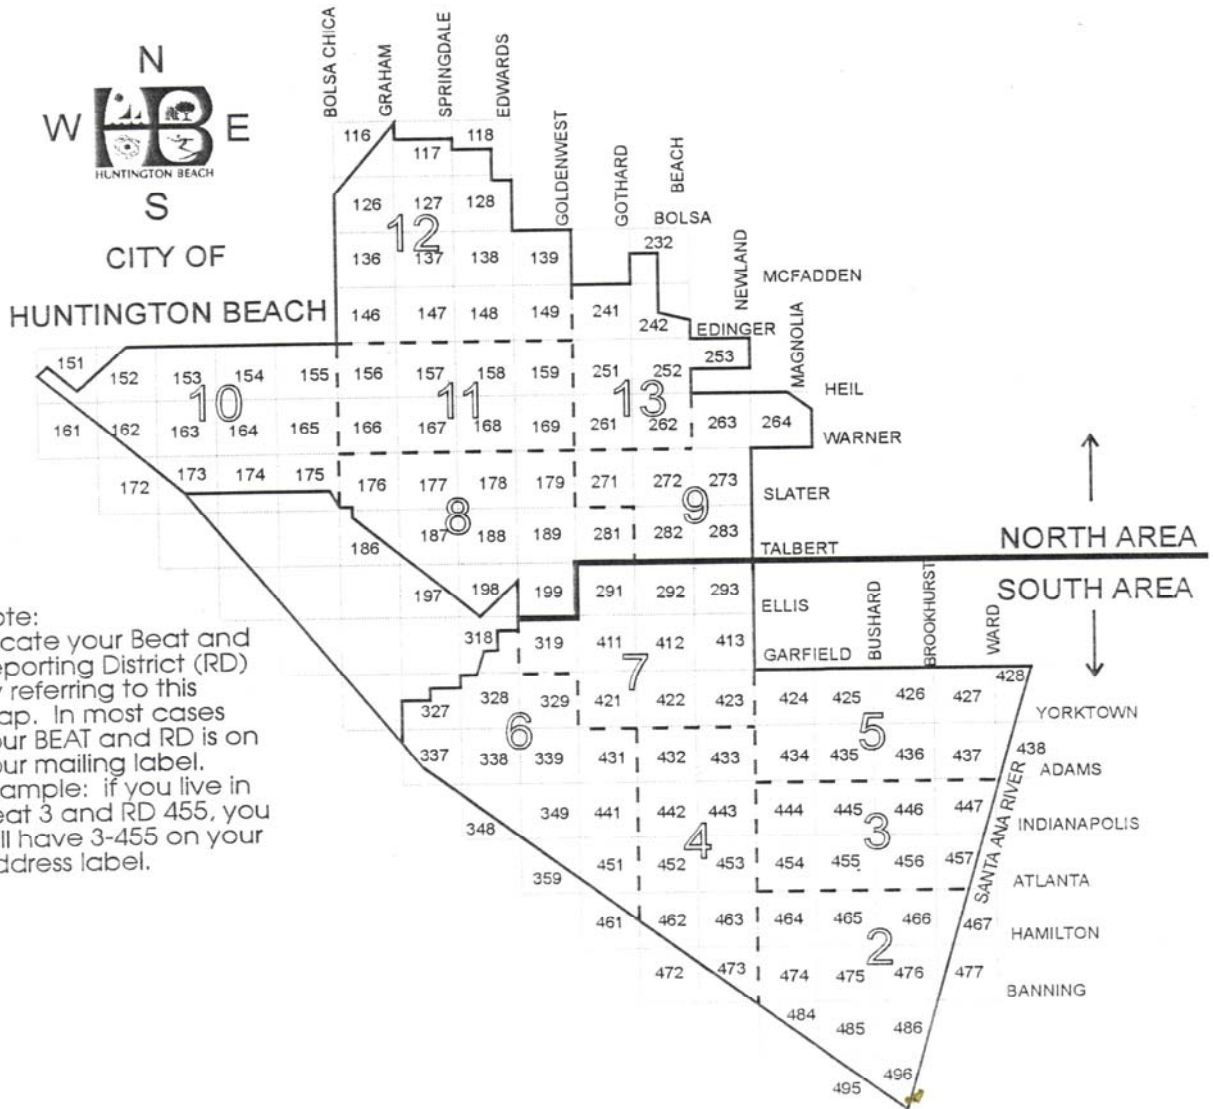 N
W E
HUNTINGTON BEACH
S
CITY OF
HUNTINGTON BEACH
BOLSA CHICA
GRAHAM
SPRINGDALE
EDWARDS
GOLDENWEST
GOTHARD
BEACH
BOLSA
NEWLAND
MCFADDEN
EDINGER
MAGNOLIA
HEIL
WARNER
SLATER
TALBERT
NORTH AREA
SOUTH AREA
ELLIS
GARFIELD
BUSHARD
BROOKHURST
WARD
YORKTOWN
ADAMS
SANTA ANA RIVER
INDIANAPOLIS
ATLANTA
HAMILTON
BANNING
116 117 118
126 127 128
12
136 137 138 139 232
146 147 148 149 241 242
151 152 153 154 155 156 157 158 159 251 252 253
10 11 13
161 162 163 164 165 166 167 168 169 261 262 263 264
172 173 174 175 176 177 178 179 271 272 273
8 9
186 187 188 189 281 282 283
197 198 199 291 292 293
318 319 411 412 413
7
327 328 329 421 422 423 424 425 426 427 428
6 5
337 338 339 431 432 433 434 435 436 437 438
348 349 441 442 443 444 445 446 447
4 3
359 451 452 453 454 455 456 457
461 462 463 464 465 466 467
2
472 473 474 475 476 477
484 485 486
495 496
ote:
cate your Beat and
eporting District (RD)
y referring to this
ap. In most cases
our BEAT and RD is on
our mailing label.
ample: if you live in
eat 3 and RD 455, you
ll have 3-455 on your
ddress label.